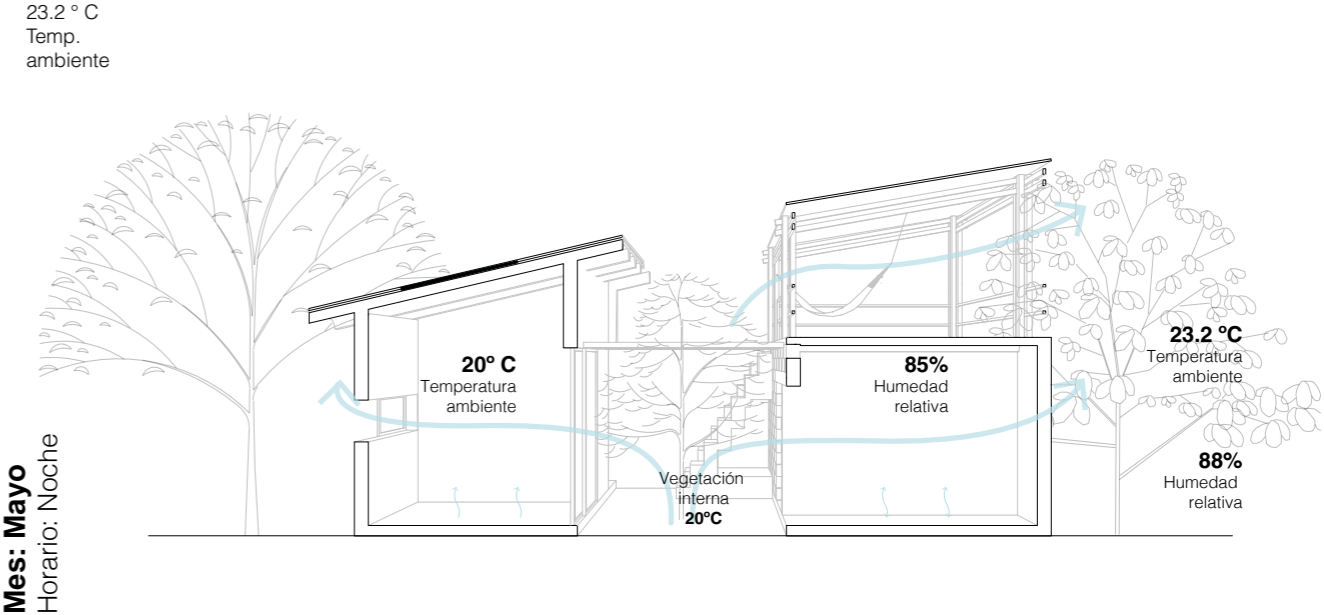 23.2 ° C
Temp.
ambiente
20º C
Temperatura
ambiente
85%
Humedad
relativa
23.2 ºC
Temperatura
ambiente
88%
Humedad
relativa
Vegetación
interna
20ºC
Mes: Mayo
Horario: Noche